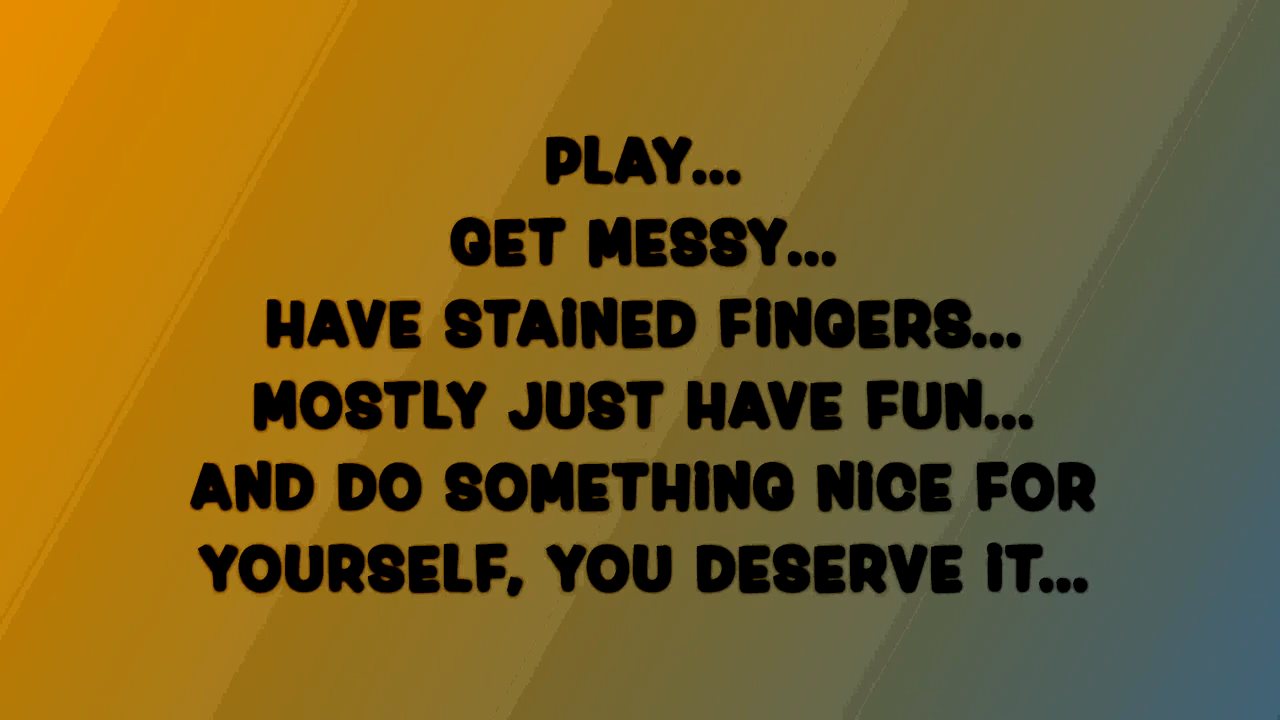 PLAY...
GET MESSY...
HAVE STAINED FINGERS...
MOSTLY JUST HAVE FUN...
AND DO SOMETHING NICE FOR
YOURSELF, YOU DESERVE IT...